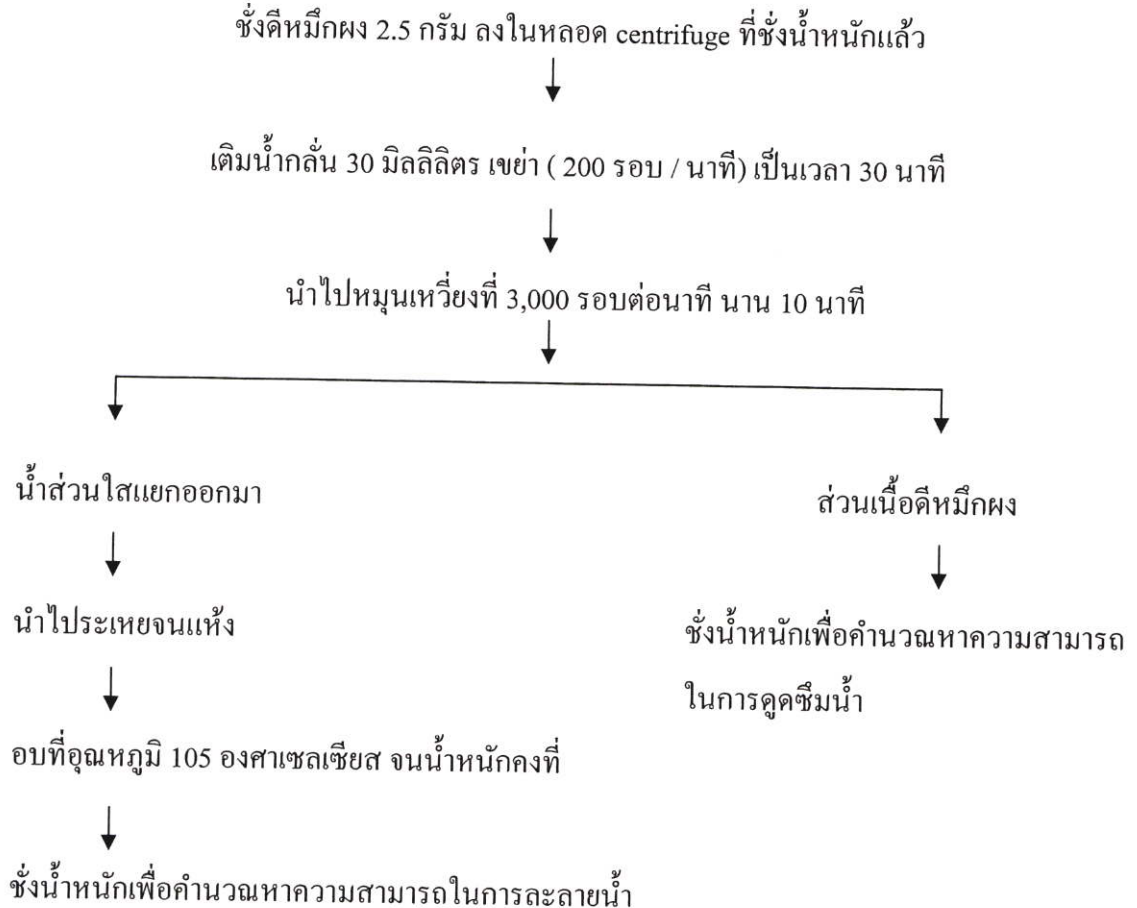 ชั่งดีหมึกผง 2.5 กรัม ลงในหลอด centrifuge ที่ชั่งน้ำหนักแล้ว
เติมน้ำกลั่น 30 มิลลิลิตร เขย่า ( 200 รอบ / นาที) เป็นเวลา 30 นาที
นำไปหมุนเหวี่ยงที่ 3,000 รอบต่อนาที นาน 10 นาที
น้ำส่วนใสแยกออกมา
นำไประเหยจนแห้ง
อบที่อุณหภูมิ 105 องศาเซลเซียส จนน้ำหนักคงที่
ชั่งน้ำหนักเพื่อคำนวณหาความสามารถในการละลายน้ำ
ส่วนเนื้อดีหมึกผง
ชั่งน้ำหนักเพื่อคำนวณหาความสามารถ
ในการดูดซึมน้ำ